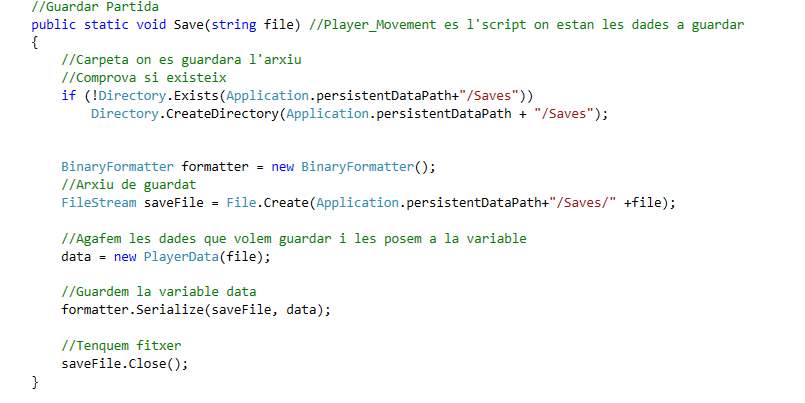 //Guardar Partida
public static void Save(string file) //Player_Movement es l'script on estan les dades a guardar
{
//Carpeta on es guardara l'arxiu
//Comprova si existeix
if (!Directory.Exists(Application.persistentDataPath+"/Saves"))
Directory.CreateDirectory(Application.persistentDataPath + "/Saves");
BinaryFormatter formatter = new BinaryFormatter();
//Arxiu de guardat
FileStream saveFile = File.Create(Application.persistentDataPath+"/Saves/" +file);
//Agafem les dades que volem guardar i les posem a la variable
data = new PlayerData(file);
//Guardem la variable data
formatter.Serialize(saveFile, data);
//Tenquem fitxer
saveFile.Close();
}